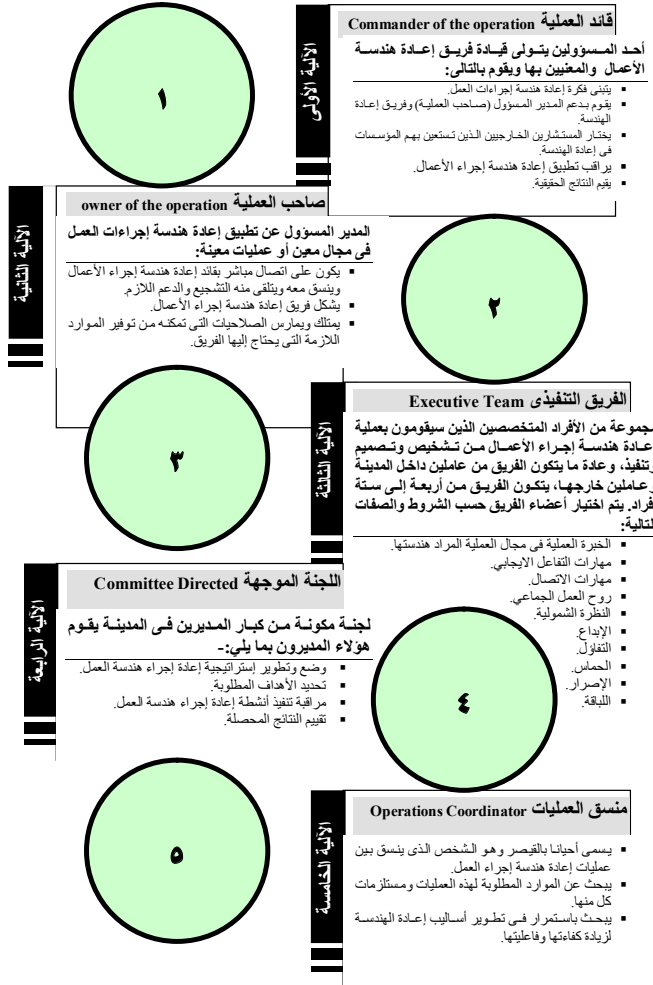 ١
الآلية الأولى
قائد العملية Commander of the operation
أحد المسؤولين يتولى قيادة فريق إعادة هندسة
الأعمال والمعنيين بها ويقوم بالتالى:
▪ يتبنى فكرة إعادة هندسة إجراءات العمل.
▪ يقوم بدعم المدير المسؤول (صاحب العملية) وفريق إعادة
الهندسة.
▪ يختار المستشارين الخارجيين الذين تستعين بهم المؤسسات
فى إعادة الهندسة.
▪ يراقب تطبيق إعادة هندسة إجراء الأعمال.
▪ يقيم النتائج الحقيقية.
الآلية الثانية
صاحب العملية owner of the operation
المدير المسؤول عن تطبيق إعادة هندسة إجراءات العمل
فى مجال معين أو عمليات معينة:
▪ يكون على اتصال مباشر بقائد إعادة هندسة إجراء الأعمال
وينسق معه ويتلقى منه التشجيع والدعم اللازم.
▪ يشكل فريق إعادة هندسة إجراء الأعمال.
▪ يمتلك ويمارس الصلاحيات التى تمكنه من توفير الموارد
اللازمة التى يحتاج إليها الفريق.
٢
٣
الآلية الثالثة
الفريق التنفيذى Executive Team
مجموعة من الأفراد المتخصصين الذين سيقومون بعملية
إعادة هندسة إجراء الأعمال من تشخيص وتصميم
وتنفيذ، وعادة ما يتكون الفريق من عاملين داخل المدينة
وعاملين خارجها، يتكون الفريق من أربعة إلى ستة
أفراد. يتم اختيار أعضاء الفريق حسب الشروط والصفات
التالية:
▪ الخبرة العملية فى مجال العملية المراد هندستها.
▪ مهارات التفاعل الايجابي.
▪ مهارات الاتصال.
▪ روح العمل الجماعي.
▪ النظرة الشمولية.
▪ الإبداع.
▪ التفاؤل.
▪ الحماس.
▪ الإصرار.
▪ اللباقة.
الآلية الرابعة
اللجنة الموجهة Committee Directed
لجنة مكونة من كبار المديرين فى المدينة يقوم
هؤلاء المديرون بما يلي:-
▪ وضع وتطوير إستراتيجية إعادة إجراء هندسة العمل.
▪ تحديد الأهداف المطلوبة.
▪ مراقبة تنفيذ أنشطة إعادة إجراء هندسة العمل.
▪ تقييم النتائج المحصلة.
٤
٥
الآلية الخامسة
منسق العمليات Operations Coordinator
▪ يسمى أحيانا بالقيصر وهو الشخص الذى ينسق بين
عمليات إعادة هندسة إجراء العمل.
▪ يبحث عن الموارد المطلوبة لهذه العمليات ومستلزمات
كل منها.
▪ يبحث باستمرار فى تطوير أساليب إعادة الهندسة
لزيادة كفاءتها وفاعليتها.